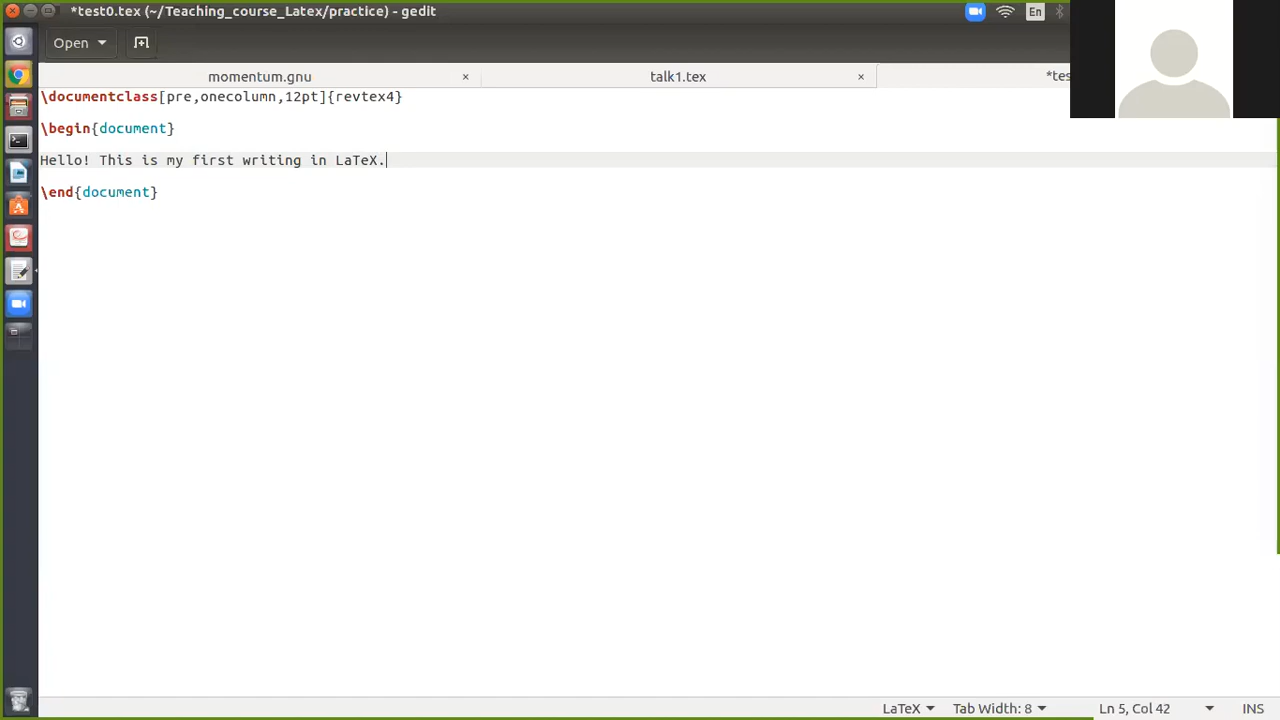 *test0.tex (~/Teaching_course_Latex/practice) - gedit
En
Open
momentum.gnu × talk1.tex × *tes
\documentclass[pre,onecolumn,12pt]{revtex4}
\begin{document}
Hello! This is my first writing in LaTeX.
\end{document}
LaTeX Tab Width: 8 Ln 5, Col 42 INS